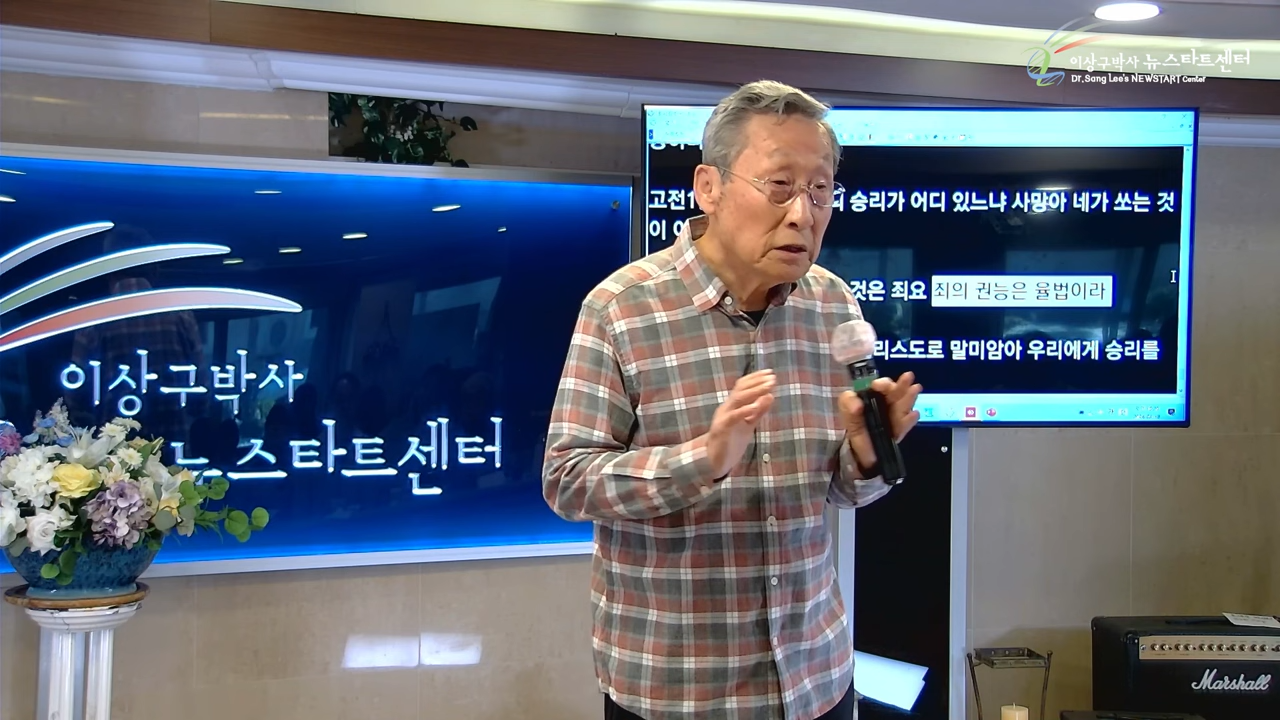 이상구박사 뉴스타트센터
Dr. Sang Lee's NEWSTART Center
고전1 승리가 어디 있느냐 사망아 네가 쏘는 것
이
것은 죄요 죄의 권능은 율법이라
리스도로 말미암아 우리에게 승리를
이상구박사
뉴스타트센터
Marshall